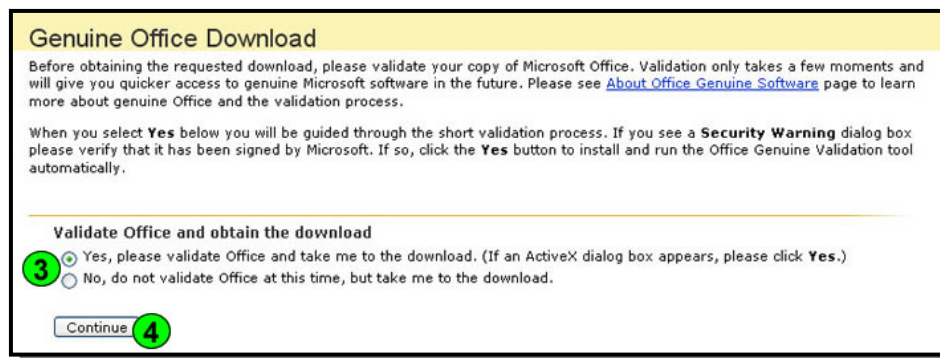 Genuine Office Download
Before obtaining the requested download, please validate your copy of Microsoft Office. Validation only takes a few moments and
will give you quicker access to genuine Microsoft software in the future. Please see About Office Genuine Software page to learn
more about genuine Office and the validation process.
When you select Yes below you will be guided through the short validation process. If you see a Security Warning dialog box
please verify that it has been signed by Microsoft. If so, click the Yes button to install and run the Office Genuine Validation tool
automatically.
Validate Office and obtain the download
3 Yes, please validate Office and take me to the download. (If an ActiveX dialog box appears, please click Yes.)
No, do not validate Office at this time, but take me to the download.
Continue 4